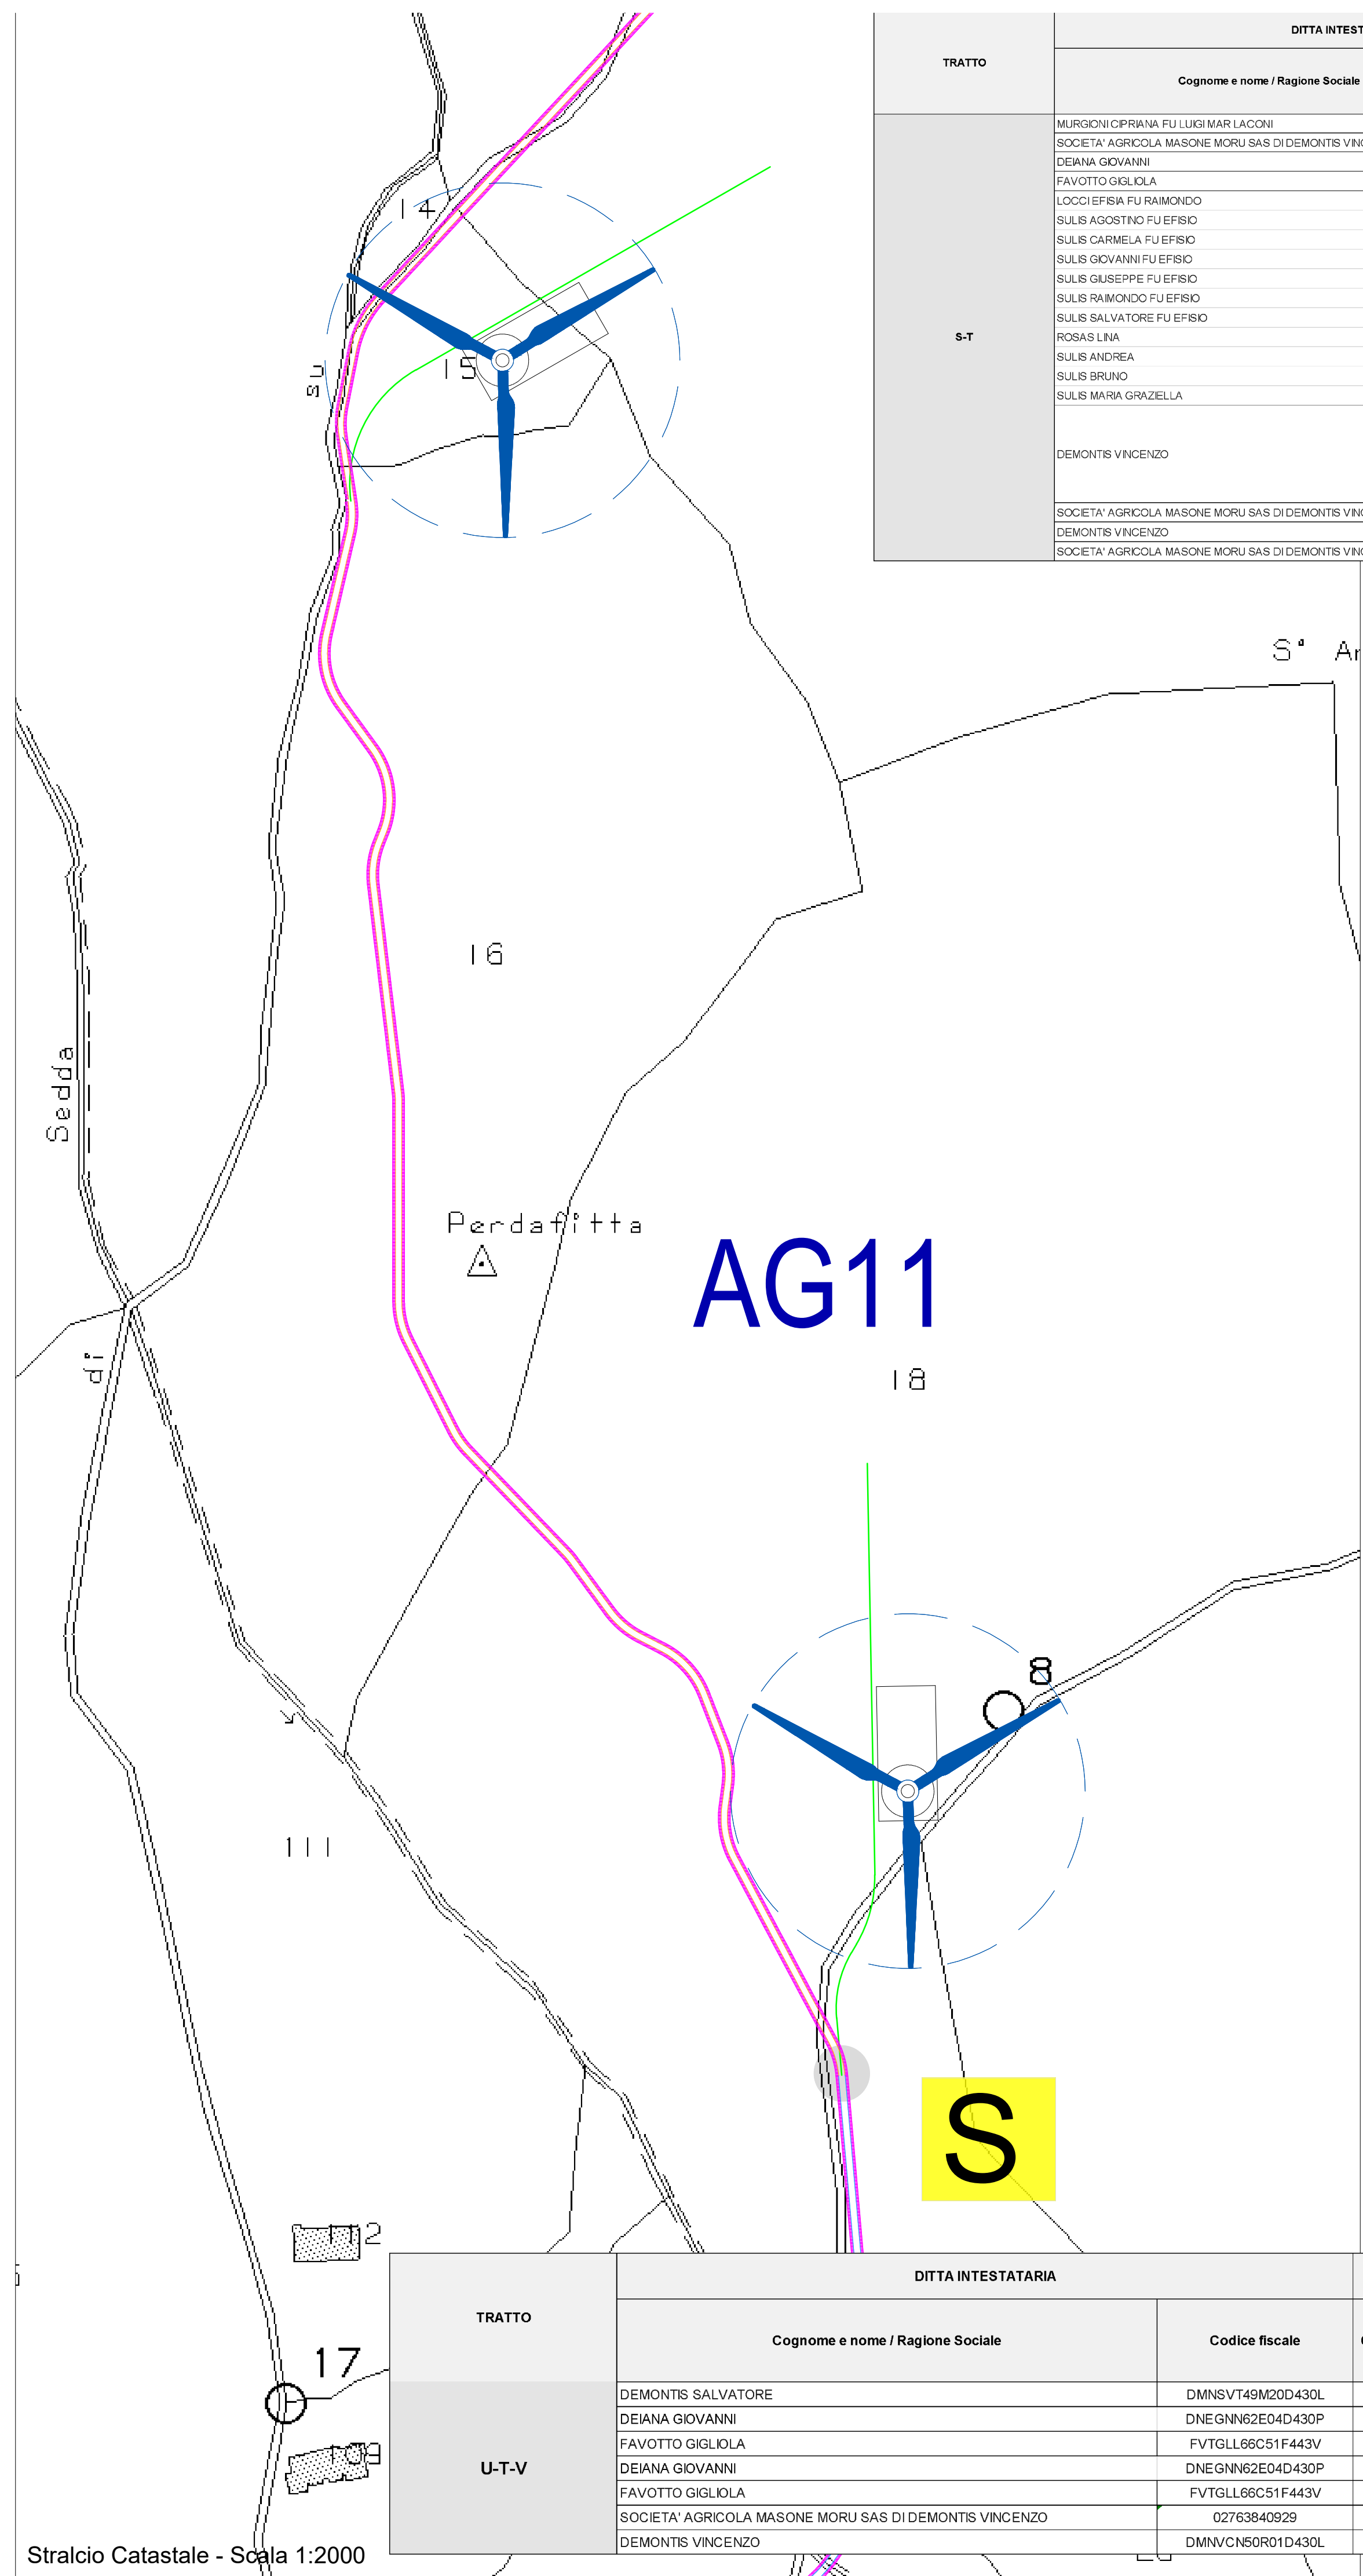 DITTA INTEST
TRATTO
Cognome e nome / Ragione Sociale
MURGIONI CIPRIANA FU LUIGI MAR LACONI
SOCIETA' AGRICOLA MASONE MORU SAS DI DEMONTIS VINC
DEIANA GIOVANNI
FAVOTTO GIGLIOLA
LOCCI EFISIA FU RAIMONDO
SULIS AGOSTINO FU EFISIO
SULIS CARMELA FU EFISIO
SULIS GIOVANNI FU EFISIO
SULIS GIUSEPPE FU EFISIO
SULIS RAIMONDO FU EFISIO
SULIS SALVATORE FU EFISIO
S-T
ROSAS LINA
SULIS ANDREA
SULIS BRUNO
SULIS MARIA GRAZIELLA
DEMONTIS VINCENZO
SOCIETA' AGRICOLA MASONE MORU SAS DI DEMONTIS VINC
DEMONTIS VINCENZO
SOCIETA' AGRICOLA MASONE MORU SAS DI DEMONTIS VINC
14
15
su
Sª Ar
16
Sedda
Perdafitta
AG11
di
18
8
111
S
112
17
109
DITTA INTESTATARIA
TRATTO
Cognome e nome / Ragione Sociale Codice fiscale
U-T-V
DEMONTIS SALVATORE DMNSVT49M20D430L
DEIANA GIOVANNI DNEGNN62E04D430P
FAVOTTO GIGLIOLA FVTGLL66C51F443V
DEIANA GIOVANNI DNEGNN62E04D430P
FAVOTTO GIGLIOLA FVTGLL66C51F443V
SOCIETA' AGRICOLA MASONE MORU SAS DI DEMONTIS VINCENZO 02763840929
DEMONTIS VINCENZO DMNVCN50R01D430L
Stralcio Catastale - Scala 1:2000